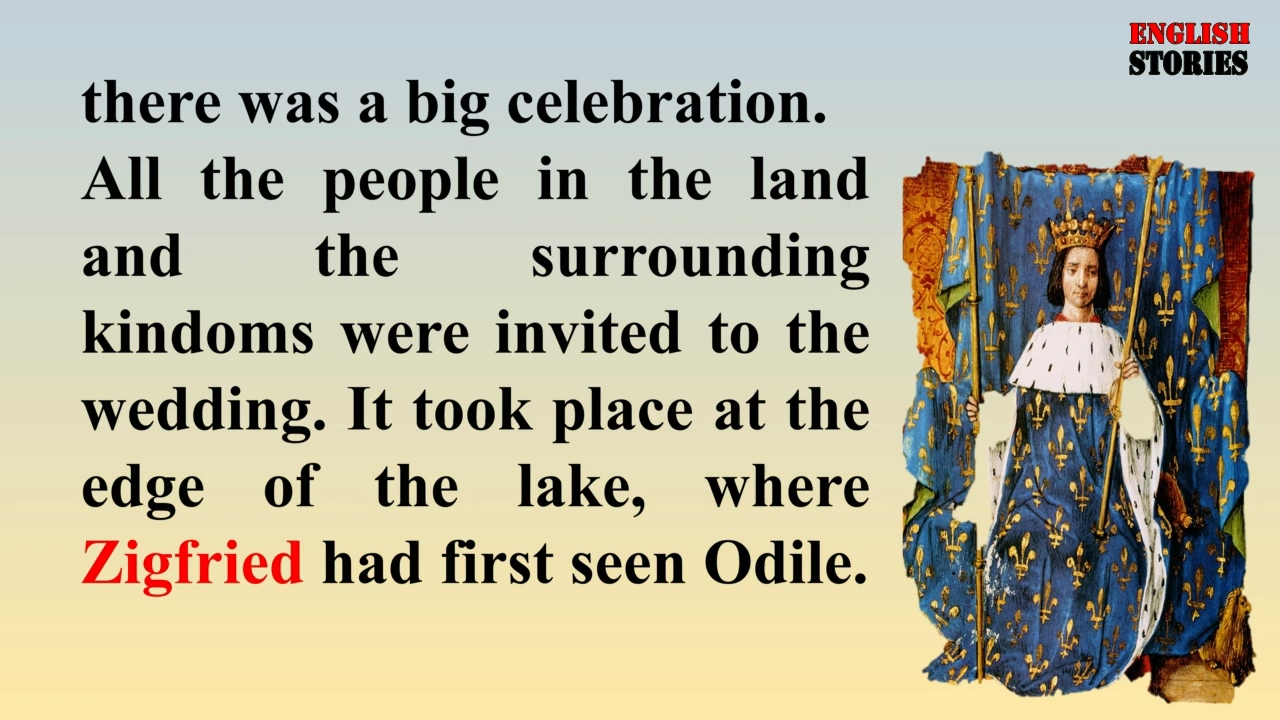 ENGLISH
STORIES
there was a big celebration.
All the people in the land
and the surrounding
kindoms were invited to the
wedding. It took place at the
edge of the lake, where
Zigfried had first seen Odile.